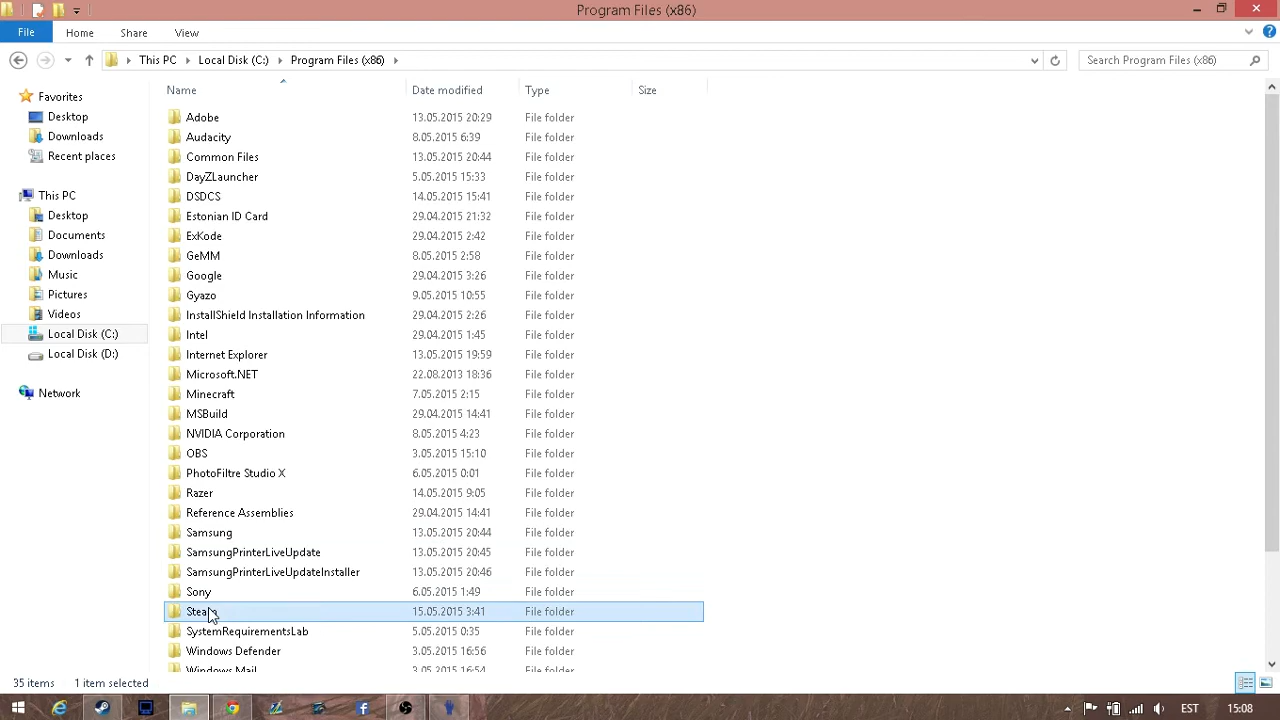 Program Files (x86)
File Home Share View
This PC Local Disk (C:) Program Files (x86) Search Program Files (x86)
Name Date modified Type Size
Favorites
Desktop
Downloads
Recent places
This PC
Desktop
Documents
Downloads
Music
Pictures
Videos
Local Disk (C:)
Local Disk (D:)
Network
Adobe 13.05.2015 20:29 File folder
Audacity 8.05.2015 6:39 File folder
Common Files 13.05.2015 20:44 File folder
DayZLauncher 5.05.2015 15:33 File folder
DSDCS 14.05.2015 15:41 File folder
Estonian ID Card 29.04.2015 21:32 File folder
ExKode 29.04.2015 2:42 File folder
GeMM 8.05.2015 2:58 File folder
Google 29.04.2015 3:26 File folder
Gyazo 9.05.2015 10:55 File folder
InstallShield Installation Information 29.04.2015 2:26 File folder
Intel 29.04.2015 1:45 File folder
Internet Explorer 13.05.2015 19:59 File folder
Microsoft.NET 22.08.2013 18:36 File folder
Minecraft 7.05.2015 2:15 File folder
MSBuild 29.04.2015 14:41 File folder
NVIDIA Corporation 8.05.2015 4:23 File folder
OBS 3.05.2015 15:10 File folder
PhotoFiltre Studio X 6.05.2015 0:01 File folder
Razer 14.05.2015 9:05 File folder
Reference Assemblies 29.04.2015 14:41 File folder
Samsung 13.05.2015 20:44 File folder
SamsungPrinterLiveUpdate 13.05.2015 20:45 File folder
SamsungPrinterLiveUpdateInstaller 13.05.2015 20:46 File folder
Sony 6.05.2015 1:49 File folder
Steam 15.05.2015 3:41 File folder
SystemRequirementsLab 5.05.2015 0:35 File folder
Windows Defender 3.05.2015 16:56 File folder
Windows Mail 3.05.2015 16:54 File folder
35 items 1 item selected
EST 15:08